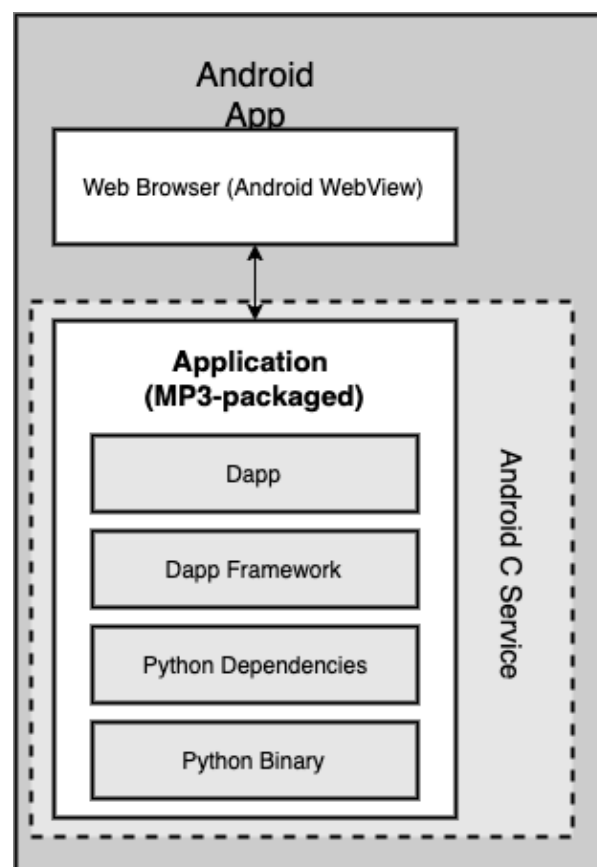 Android
App
Web Browser (Android WebView)
Application
(MP3-packaged)
Dapp
Dapp Framework
Python Dependencies
Python Binary
Android C Service